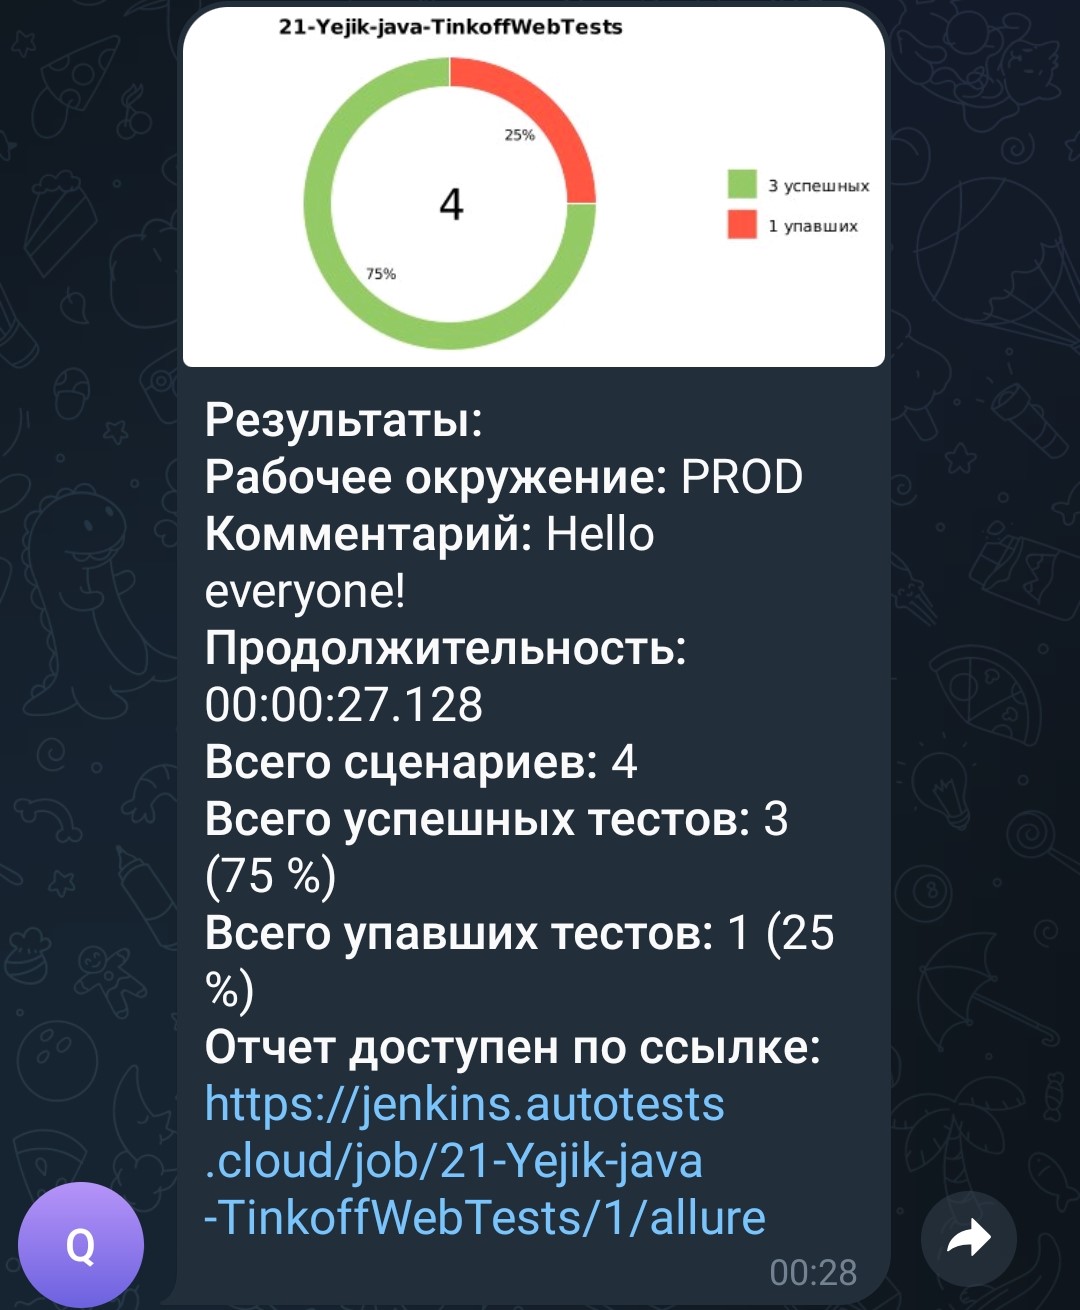 21-Yejik-java-TinkoffWebTests
25%
4
75%
3 успешных
1 упавших
Результаты:
Рабочее окружение: PROD
Комментарий: Hello
everyone!
Продолжительность:
00:00:27.128
Всего сценариев: 4
Всего успешных тестов: 3
(75 %)
Всего упавших тестов: 1 (25
%)
Отчет доступен по ссылке:
https://jenkins.autotests
.cloud/job/21-Yejik-java
-TinkoffWebTests/1/allure
Q
00:28